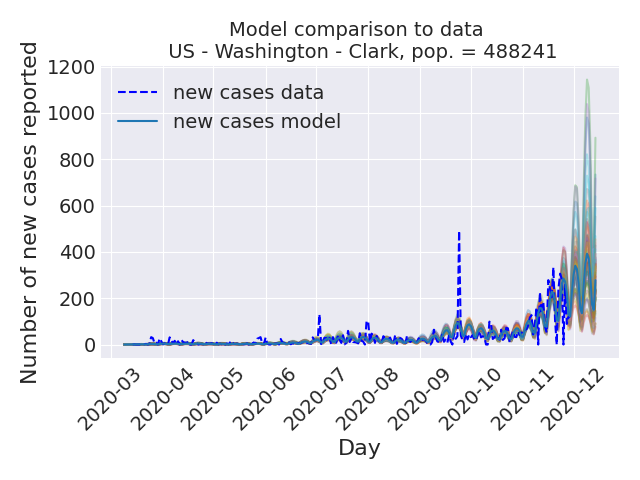 Model comparison to data
US - Washington - Clark, pop. = 488241
Number of new cases reported
1200
1000
800
600
400
200
0
new cases data
new cases model
2020-03
2020-04
2020-05
2020-06
2020-07
2020-08
2020-09
2020-10
2020-11
2020-12
Day